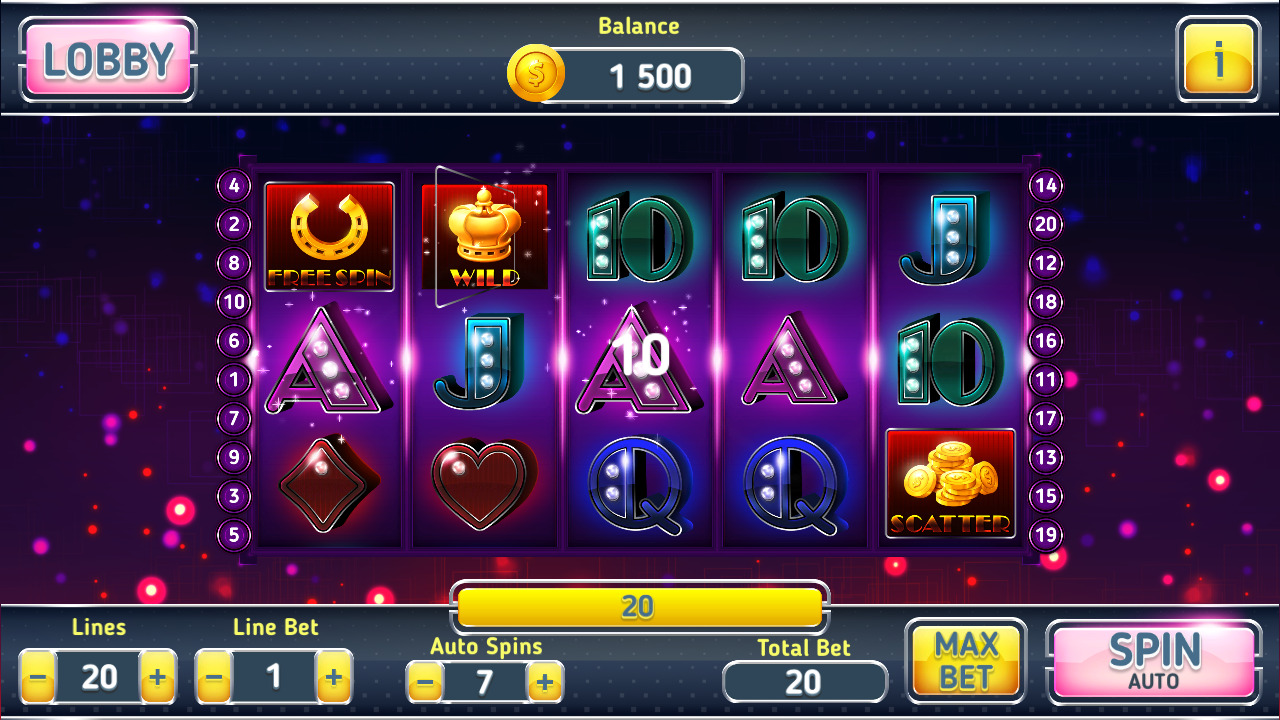 LOBBY
Balance
$ 1 500
i
4 14
2 20
8 12
10 18
6 16
1 11
7 17
9 13
3 15
5 19
FREE SPIN WILD 10 10 J
A J A 10 A 10
Q Q SCATTER
20
Lines
- 20 +
Line Bet
- 1 +
Auto Spins
- 7 +
Total Bet
20
MAX
BET
SPIN
AUTO